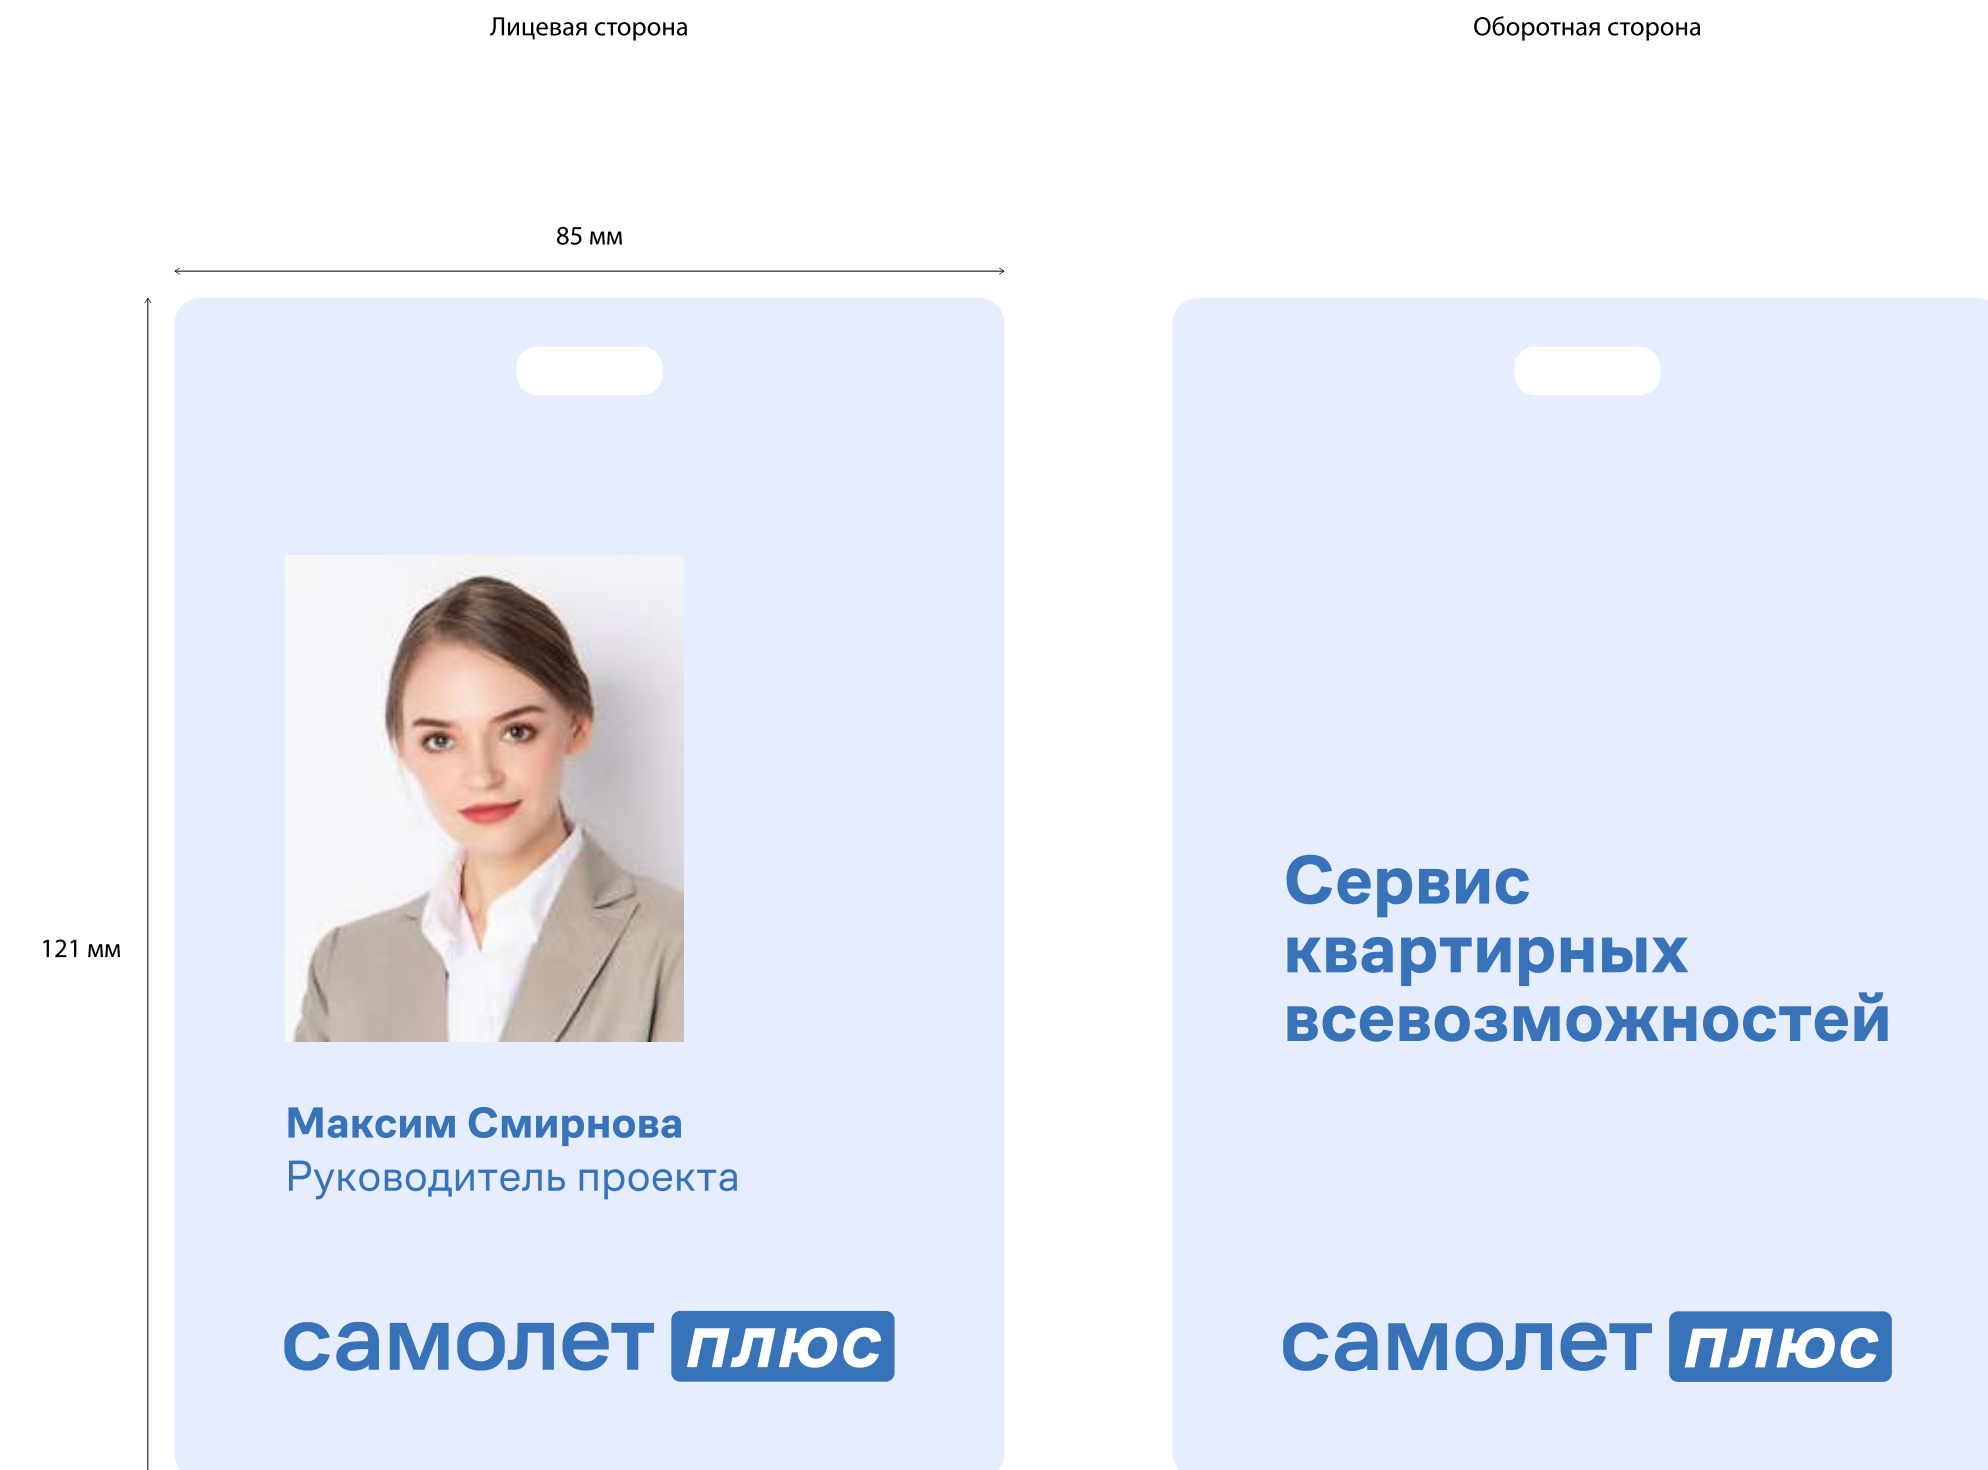 Лицевая сторона
Оборотная сторона
85 мм
121 мм
Максим Смирнова
Руководитель проекта
самолет плюс
Сервис
квартирных
всевозможностей
самолет плюс